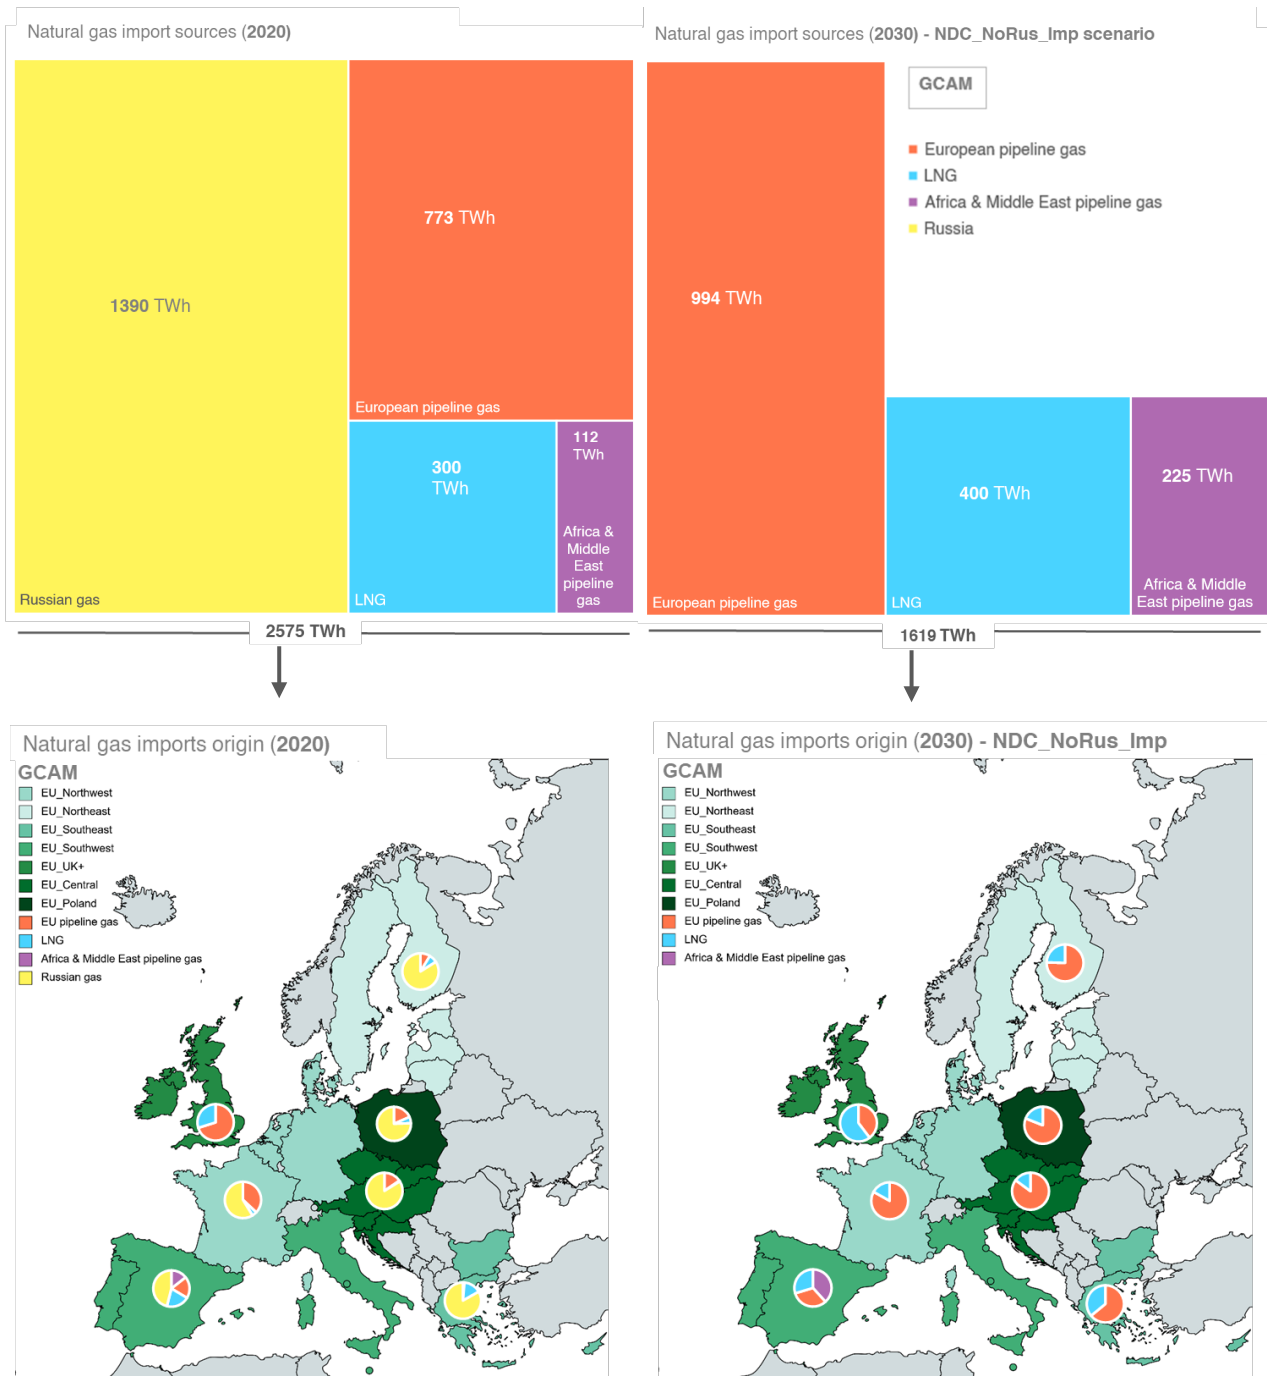 Natural gas import sources (2020)
1390 TWh
Russian gas
773 TWh
European pipeline gas
300
TWh
LNG
112
TWh
Africa &
Middle
East
pipeline
gas
2575 TWh
Natural gas import sources (2030) - NDC_NoRus_Imp scenario
GCAM
European pipeline gas
LNG
Africa & Middle East pipeline gas
Russia
994 TWh
European pipeline gas
400 TWh
LNG
225 TWh
Africa & Middle
East pipeline gas
1619 TWh
Natural gas imports origin (2020)
GCAM
EU_Northwest
EU_Northeast
EU_Southeast
EU_Southwest
EU_UK+
EU_Central
EU_Poland
EU pipeline gas
LNG
Africa & Middle East pipeline gas
Russian gas
Natural gas imports origin (2030) - NDC_NoRus_Imp
GCAM
EU_Northwest
EU_Northeast
EU_Southeast
EU_Southwest
EU_UK+
EU_Central
EU_Poland
EU pipeline gas
LNG
Africa & Middle East pipeline gas